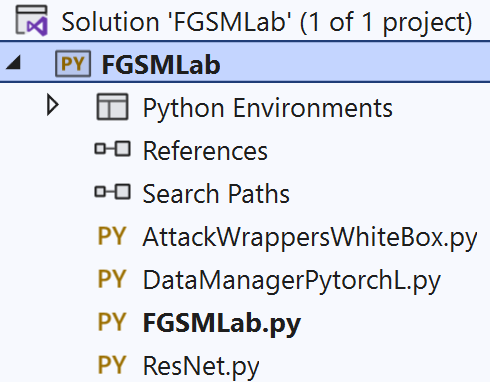 Solution 'FGSMLab' (1 of 1 project)
PY FGSMLab
Python Environments
References
Search Paths
PY AttackWrappersWhiteBox.py
PY DataManagerPytorchL.py
PY FGSMLab.py
PY ResNet.py